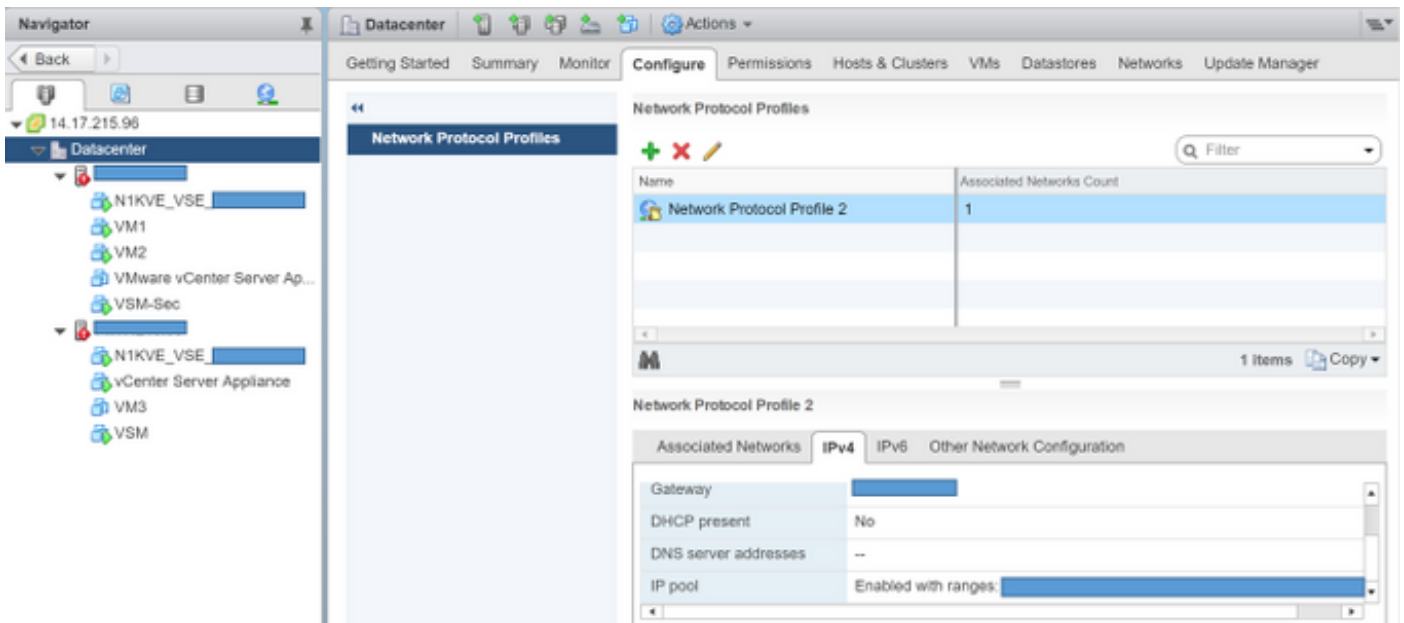 Navigator
Back
14.17.215.96
Datacenter
N1KVE_VSE_
VM1
VM2
VMware vCenter Server Ap...
VSM-Sec
N1KVE_VSE_
vCenter Server Appliance
VM3
VSM
Datacenter Actions
Getting Started Summary Monitor Configure Permissions Hosts & Clusters VMs Datastores Networks Update Manager
Network Protocol Profiles
Network Protocol Profiles
Filter
Name Associated Networks Count
Network Protocol Profile 2 1
1 items Copy
Network Protocol Profile 2
Associated Networks IPv4 IPv6 Other Network Configuration
Gateway
DHCP present No
DNS server addresses --
IP pool Enabled with ranges: